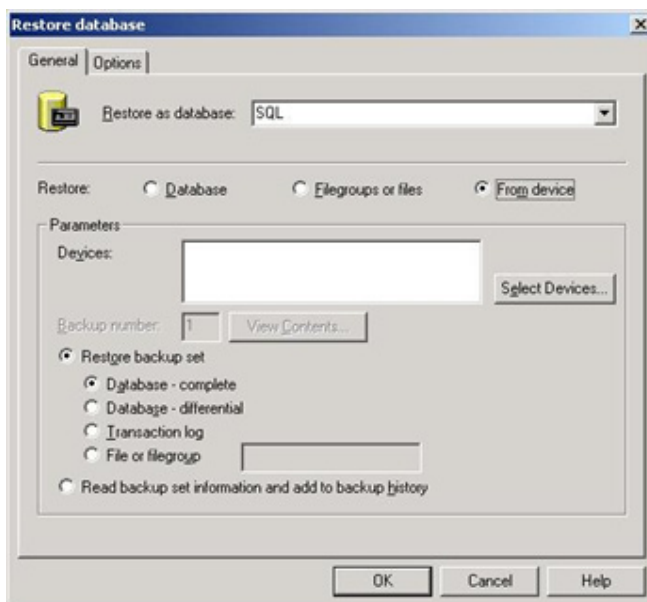 Restore database
General Options
Restore as database: SQL
Restore: Database Filegroups or files From device
Parameters
Devices:
Select Devices...
Backup number: 1 View Contents...
Restore backup set
Database - complete
Database - differential
Transaction log
File or filegroup
Read backup set information and add to backup history
OK Cancel Help